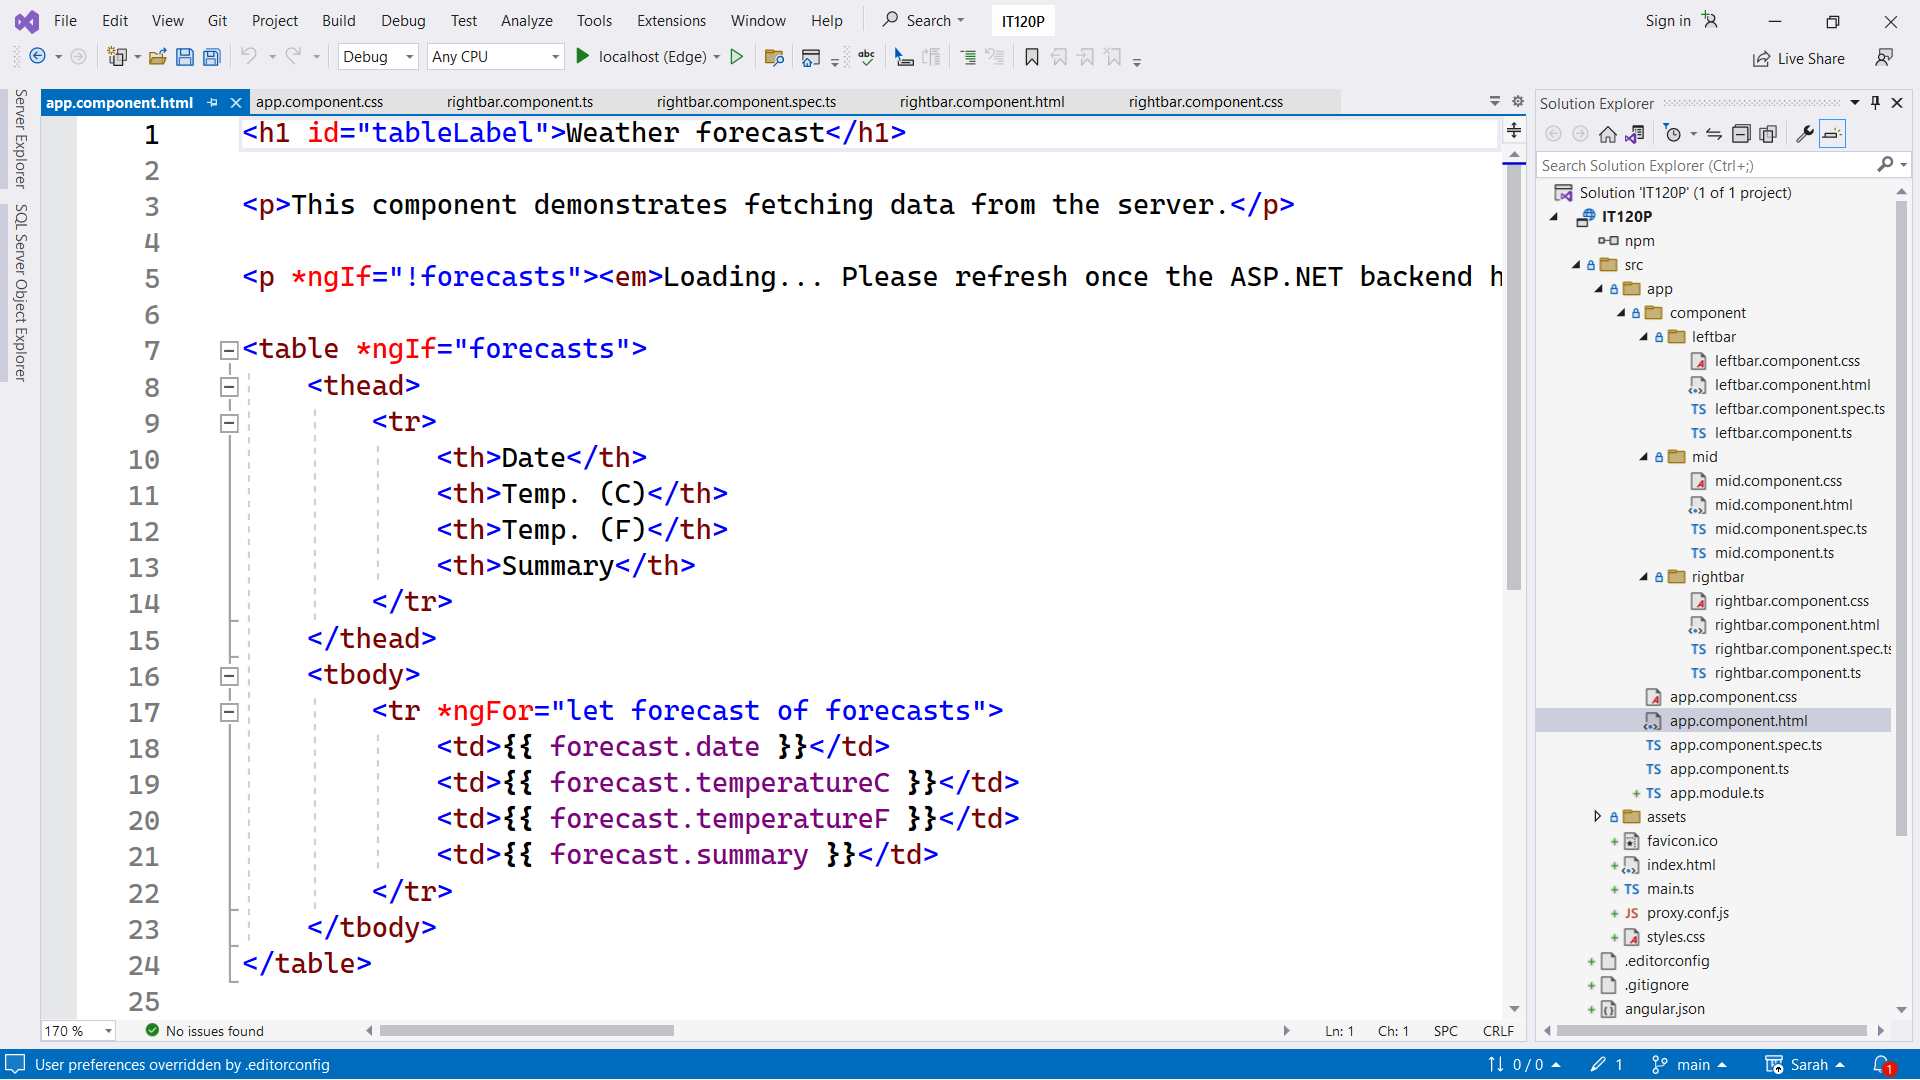 File Edit View Git Project Build Debug Test Analyze Tools Extensions Window Help Search IT120P Sign in
Debug Any CPU localhost (Edge) abc Live Share
Server Explorer
SQL Server Object Explorer
app.component.html app.component.css rightbar.component.ts rightbar.component.spec.ts rightbar.component.html rightbar.component.css
1 <h1 id="tableLabel">Weather forecast</h1>
2
3 <p>This component demonstrates fetching data from the server.</p>
4
5 <p *ngIf="!forecasts"><em>Loading... Please refresh once the ASP.NET backend h
6
7 <table *ngIf="forecasts">
8 <thead>
9 <tr>
10 <th>Date</th>
11 <th>Temp. (C)</th>
12 <th>Temp. (F)</th>
13 <th>Summary</th>
14 </tr>
15 </thead>
16 <tbody>
17 <tr *ngFor="let forecast of forecasts">
18 <td>{{ forecast.date }}</td>
19 <td>{{ forecast.temperatureC }}</td>
20 <td>{{ forecast.temperatureF }}</td>
21 <td>{{ forecast.summary }}</td>
22 </tr>
23 </tbody>
24 </table>
25
170 % No issues found Ln: 1 Ch: 1 SPC CRLF
Solution Explorer
Search Solution Explorer (Ctrl+;)
Solution 'IT120P' (1 of 1 project)
IT120P
npm
src
app
component
leftbar
leftbar.component.css
leftbar.component.html
TS leftbar.component.spec.ts
TS leftbar.component.ts
mid
mid.component.css
mid.component.html
TS mid.component.spec.ts
TS mid.component.ts
rightbar
rightbar.component.css
rightbar.component.html
TS rightbar.component.spec.ts
TS rightbar.component.ts
app.component.css
app.component.html
TS app.component.spec.ts
TS app.component.ts
+ TS app.module.ts
assets
+ favicon.ico
+ index.html
+ TS main.ts
+ JS proxy.conf.js
+ styles.css
+ .editorconfig
+ .gitignore
+ angular.json
User preferences overridden by .editorconfig 0 / 0 1 main Sarah 1